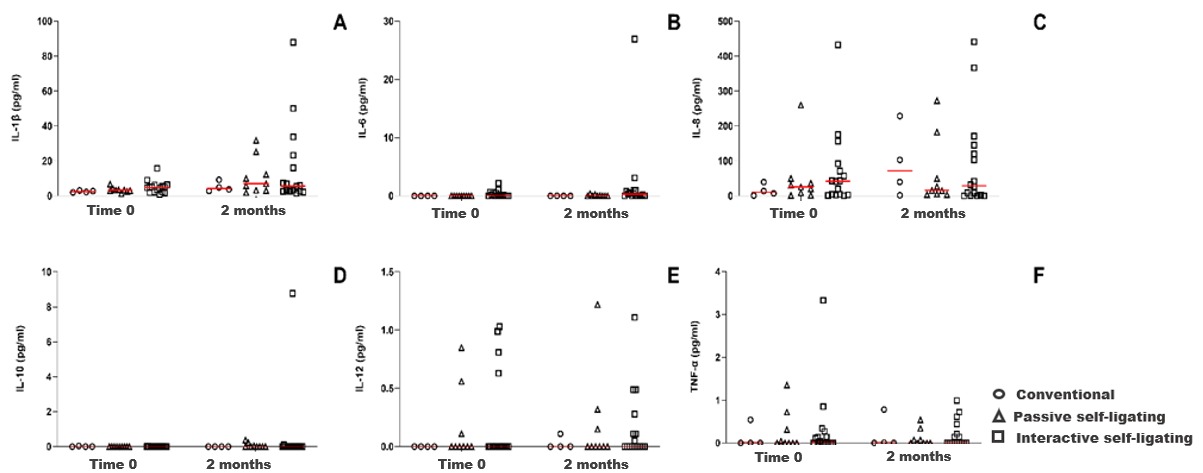 A
IL-1β (pg/ml)
100
80
60
40
20
0
Time 0
2 months
B
IL-6 (pg/ml)
30
20
10
0
Time 0
2 months
C
IL-8 (pg/ml)
500
400
300
200
100
0
Time 0
2 months
D
IL-10 (pg/ml)
10
8
6
4
2
0
Time 0
2 months
E
IL-12 (pg/ml)
1.5
1.0
0.5
0.0
Time 0
2 months
F
TNF-α (pg/ml)
4
3
2
1
0
Time 0
2 months
Conventional
Passive self-ligating
Interactive self-ligating